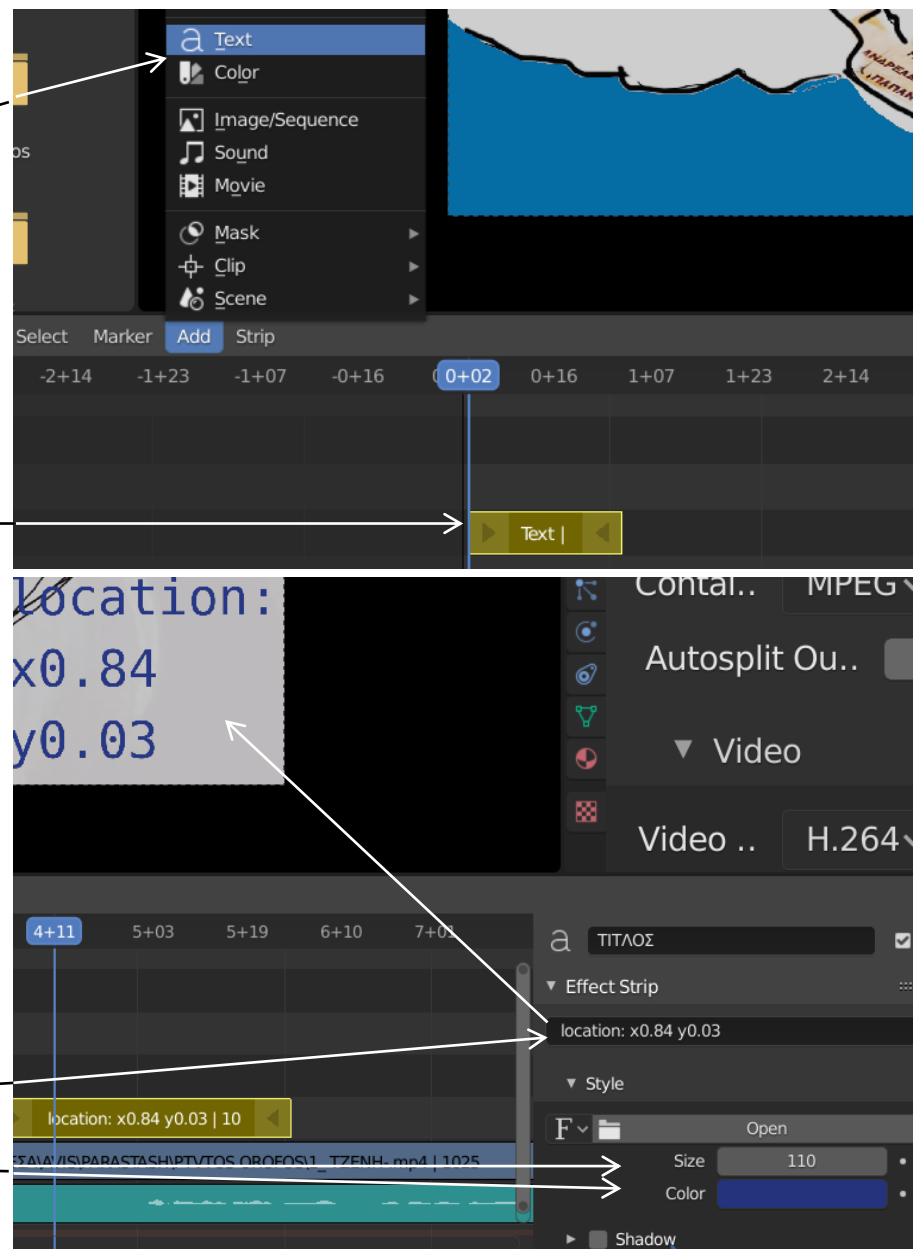 Text
Color
Image/Sequence
os
Sound
Movie
Mask
Clip
Scene
Select Marker Add Strip
-2+14 -1+23 -1+07 -0+16 0+02 0+16 1+07 1+23 2+14
Text |
location:
x0.84
y0.03
MPEG
Autosplit Ou..
Video
Video .. H.264
4+11 5+03 5+19 6+10 7+01
ΤΙΤΛΟΣ
Effect Strip
location: x0.84 y0.03
Style
location: x0.84 y0.03 | 10
F Open
mp4 | 1025
Size 110
Color
Shadow